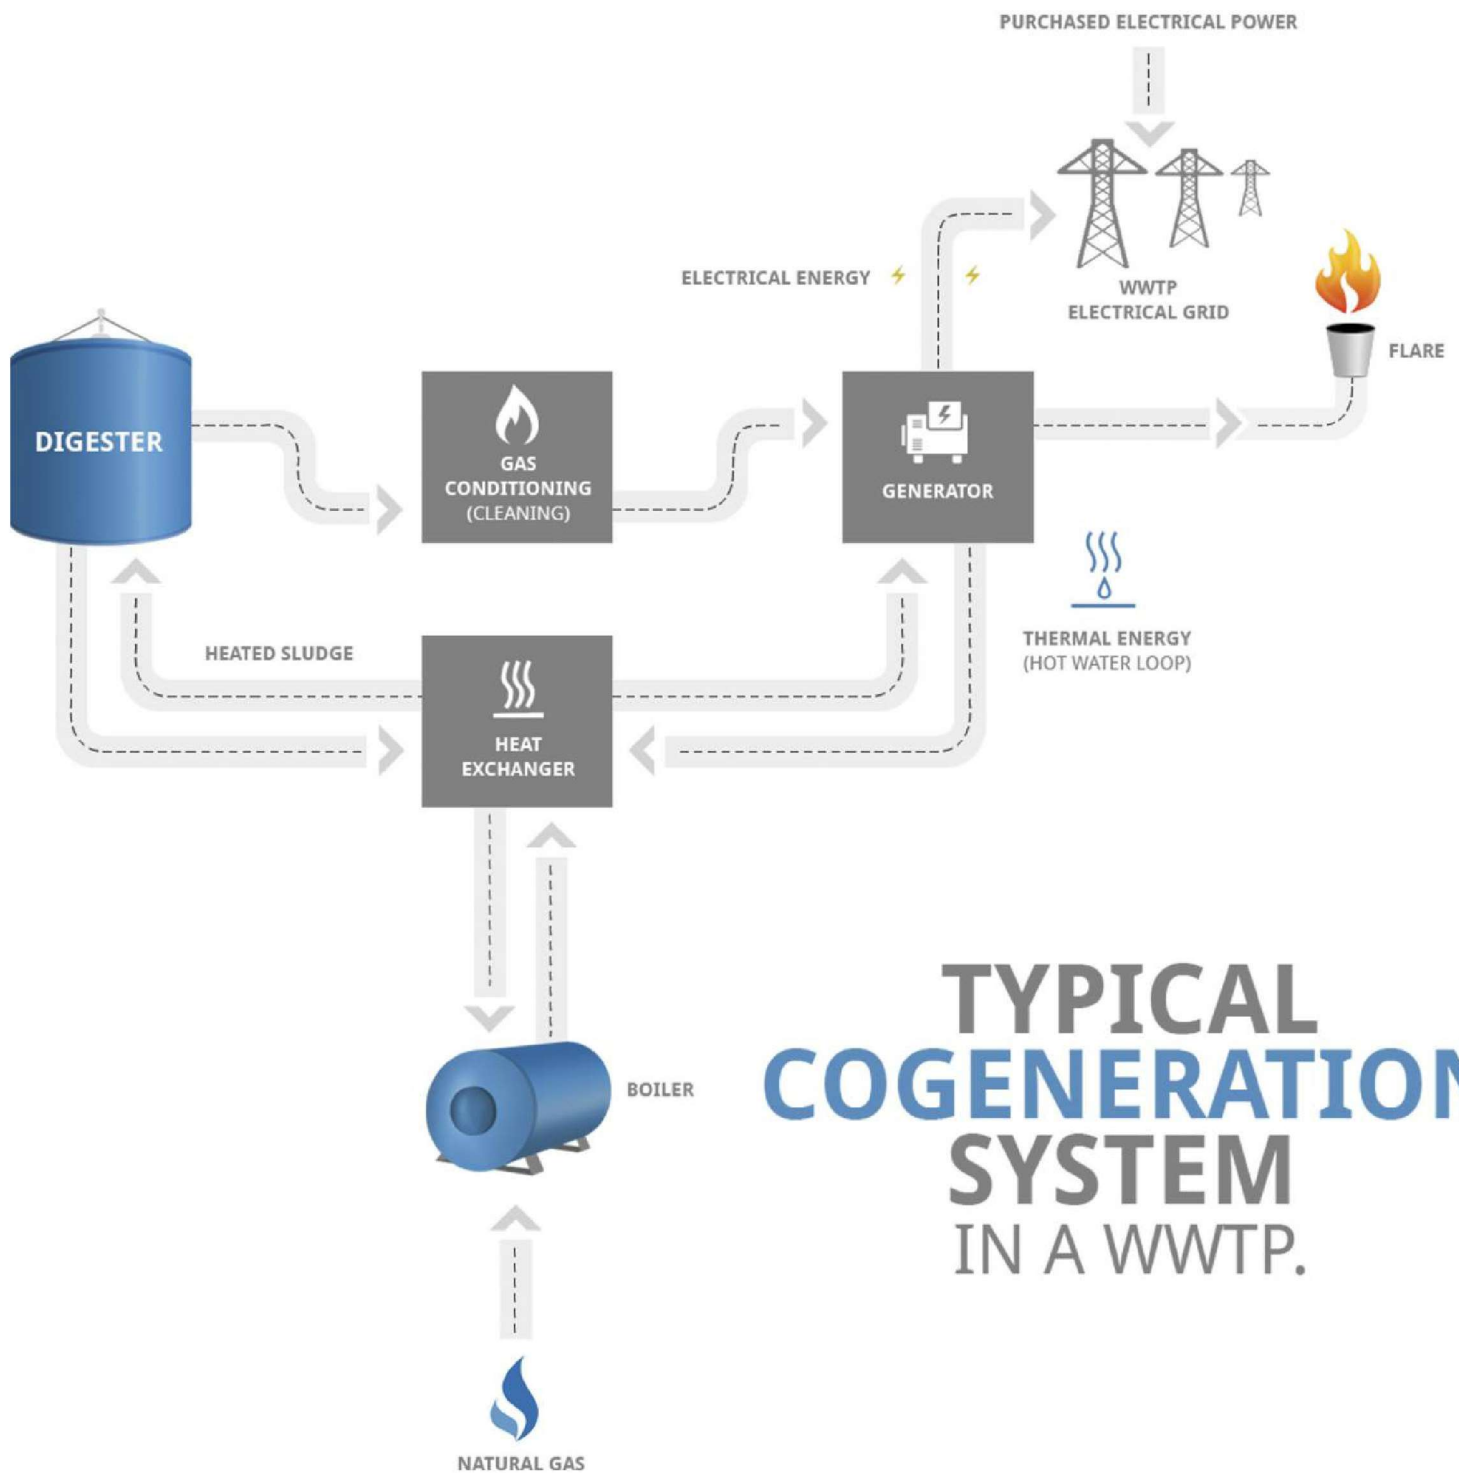 PURCHASED ELECTRICAL POWER
ELECTRICAL ENERGY
WWTP
ELECTRICAL GRID
FLARE
DIGESTER
GAS
CONDITIONING
(CLEANING)
GENERATOR
THERMAL ENERGY
(HOT WATER LOOP)
HEATED SLUDGE
HEAT
EXCHANGER
BOILER
NATURAL GAS
TYPICAL
COGENERATION
SYSTEM
IN A WWTP.